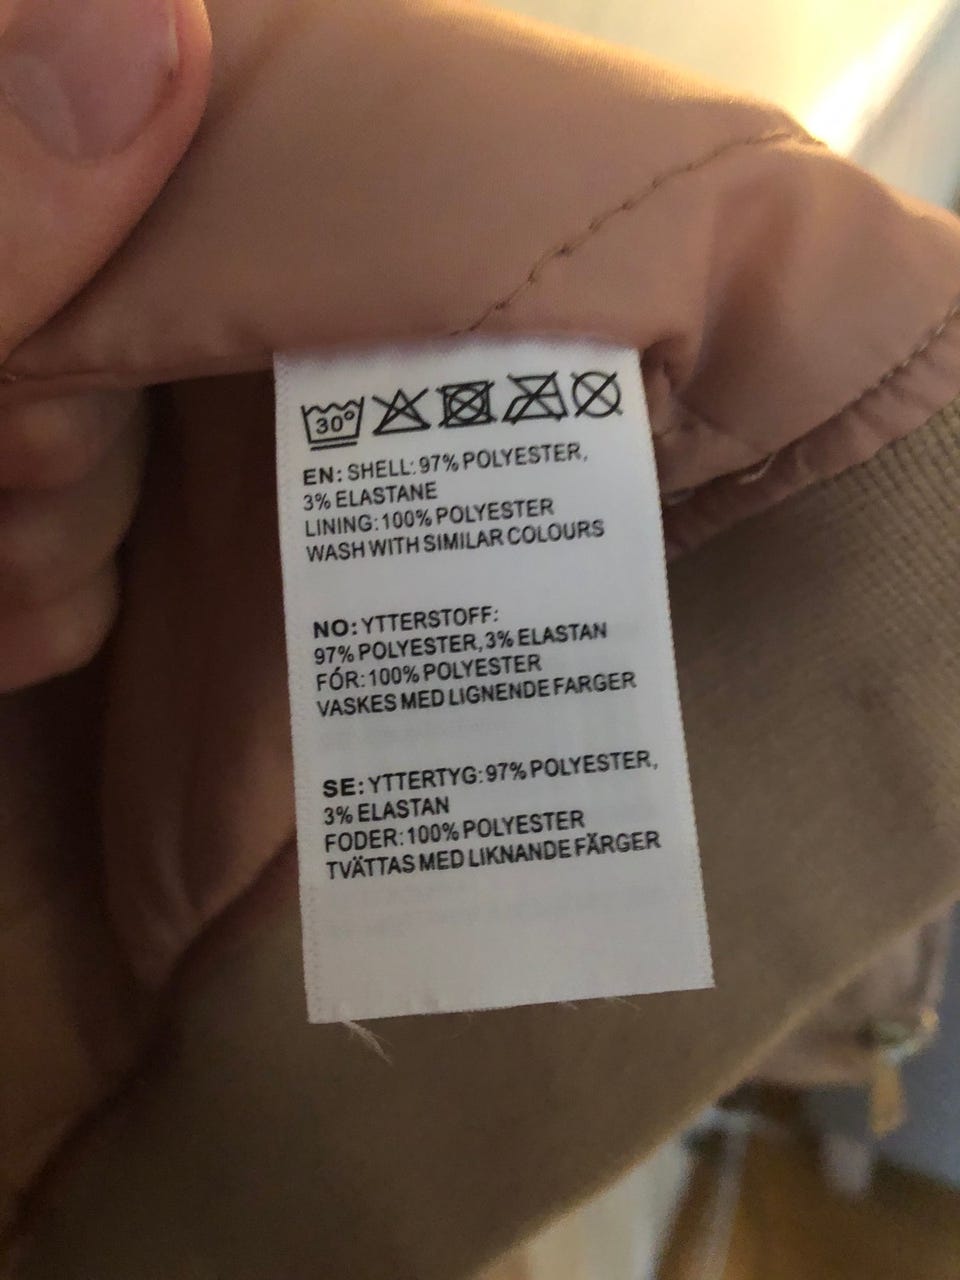 30°
EN: SHELL: 97% POLYESTER,
3% ELASTANE
LINING: 100% POLYESTER
WASH WITH SIMILAR COLOURS
NO: YTTERSTOFF:
97% POLYESTER, 3% ELASTAN
FÓR: 100% POLYESTER
VASKES MED LIGNENDE FARGER
SE: YTTERTYG: 97% POLYESTER,
3% ELASTAN
FODER: 100% POLYESTER
TVÄTTAS MED LIKNANDE FÄRGER